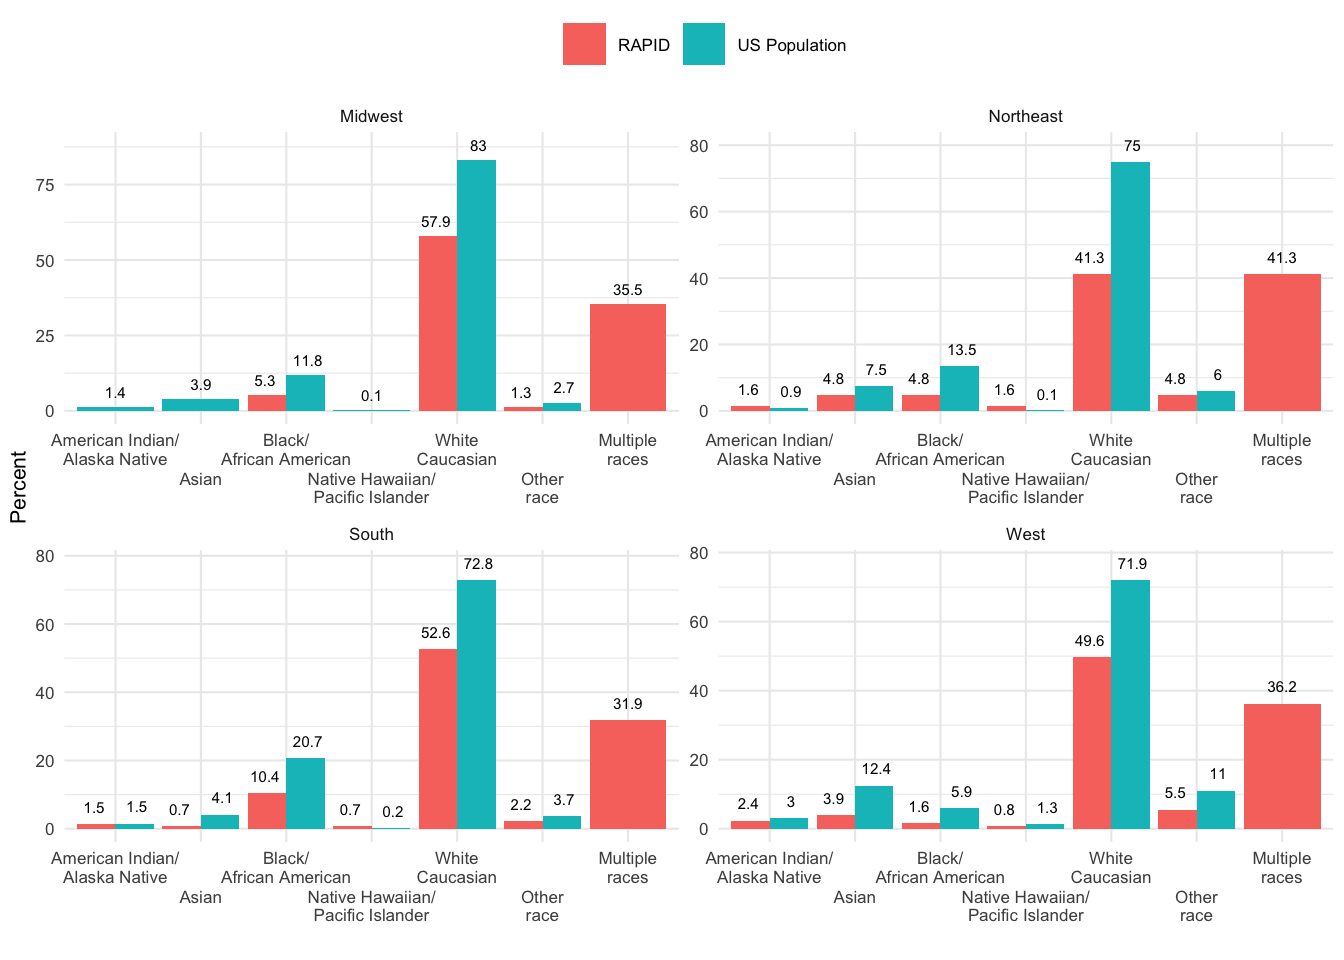 RAPID US Population
Percent
Midwest
83
57.9
35.5
11.8
5.3
3.9
1.4
0.1
1.3
2.7
75
50
25
0
American Indian/
Alaska Native
Asian
Black/
African American
Native Hawaiian/
Pacific Islander
White
Caucasian
Other
race
Multiple
races
Northeast
80
60
40
20
0
1.6
0.9
4.8
7.5
4.8
13.5
1.6
0.1
41.3
75
4.8
6
41.3
American Indian/
Alaska Native
Asian
Black/
African American
Native Hawaiian/
Pacific Islander
White
Caucasian
Other
race
Multiple
races
South
80
60
40
20
0
1.5
1.5
0.7
4.1
10.4
20.7
0.7
0.2
52.6
72.8
2.2
3.7
31.9
American Indian/
Alaska Native
Asian
Black/
African American
Native Hawaiian/
Pacific Islander
White
Caucasian
Other
race
Multiple
races
West
80
60
40
20
0
2.4
3
3.9
12.4
1.6
5.9
0.8
1.3
49.6
71.9
5.5
11
36.2
American Indian/
Alaska Native
Asian
Black/
African American
Native Hawaiian/
Pacific Islander
White
Caucasian
Other
race
Multiple
races